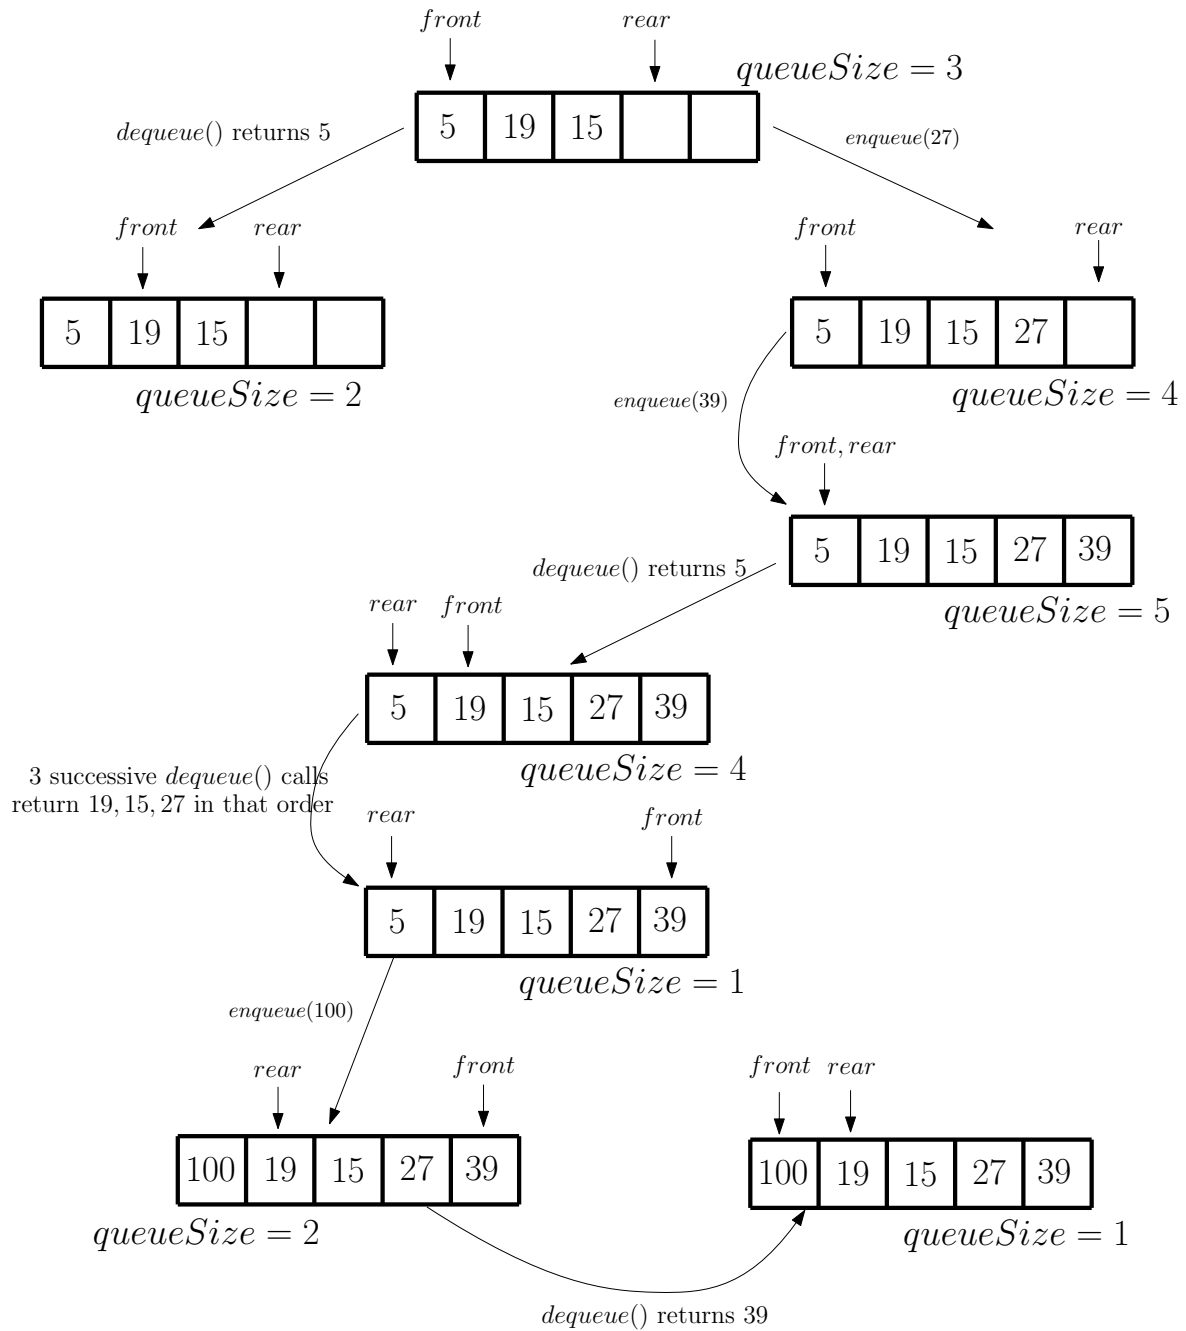 front rear
queueSize = 3
5 19 15
dequeue() returns 5
enqueue(27)
front rear
5 19 15
queueSize = 2
front rear
5 19 15 27
queueSize = 4
enqueue(39)
front, rear
5 19 15 27 39
queueSize = 5
dequeue() returns 5
rear front
5 19 15 27 39
queueSize = 4
3 successive dequeue() calls
return 19, 15, 27 in that order
rear front
5 19 15 27 39
queueSize = 1
enqueue(100)
rear front
100 19 15 27 39
queueSize = 2
front rear
100 19 15 27 39
queueSize = 1
dequeue() returns 39